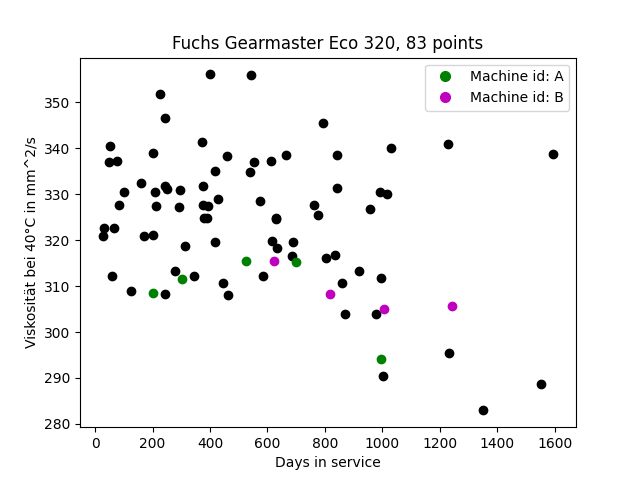 Fuchs Gearmaster Eco 320, 83 points
Machine id: A
Machine id: B
Viskosität bei 40°C in mm^2/s
350
340
330
320
310
300
290
280
0 200 400 600 800 1000 1200 1400 1600
Days in service